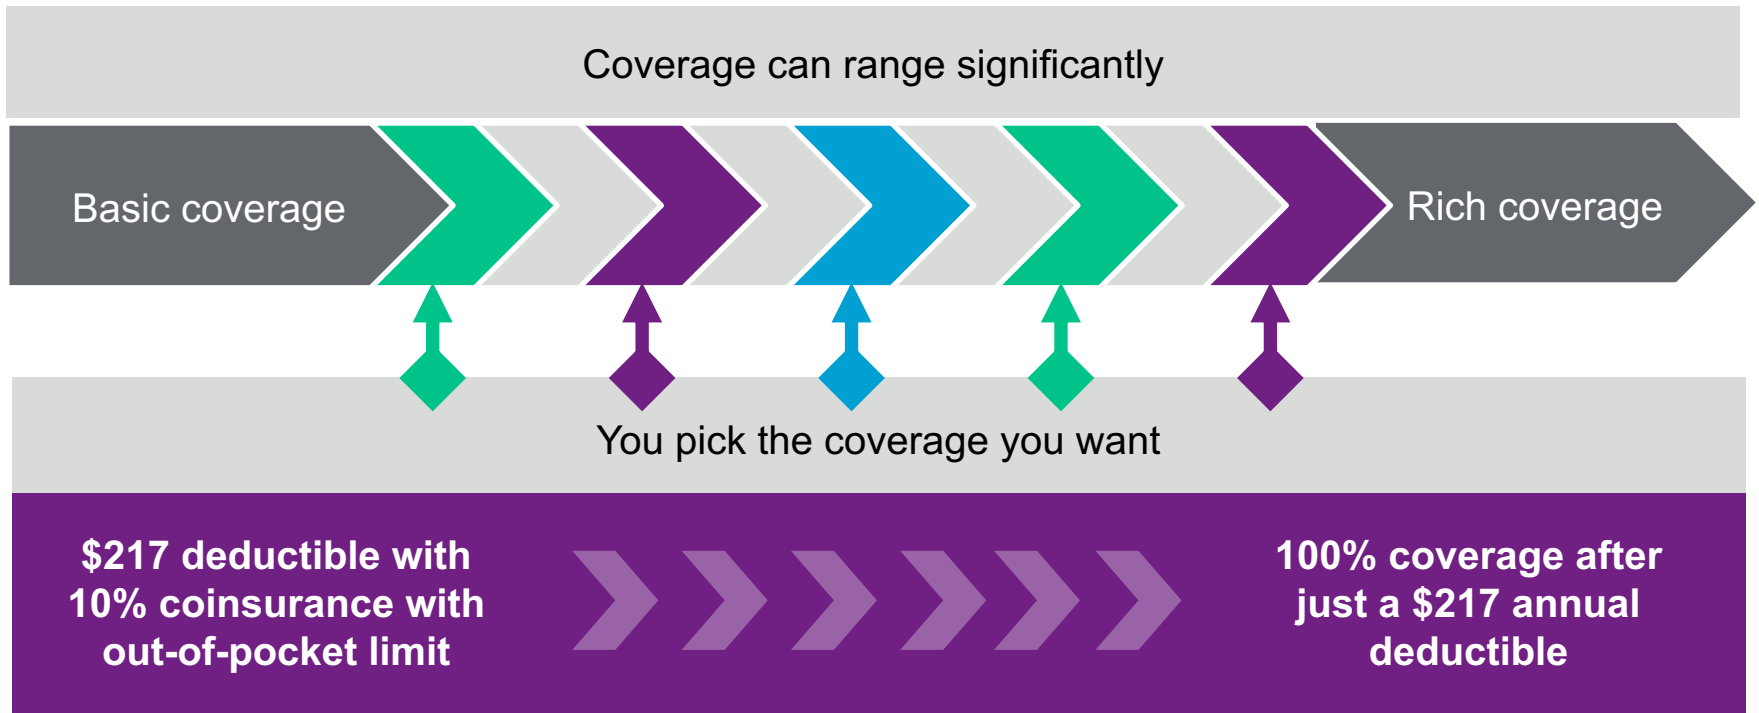 Coverage can range significantly
Basic coverage
Rich coverage
You pick the coverage you want
$217 deductible with
10% coinsurance with
out-of-pocket limit
100% coverage after
just a $217 annual
deductible